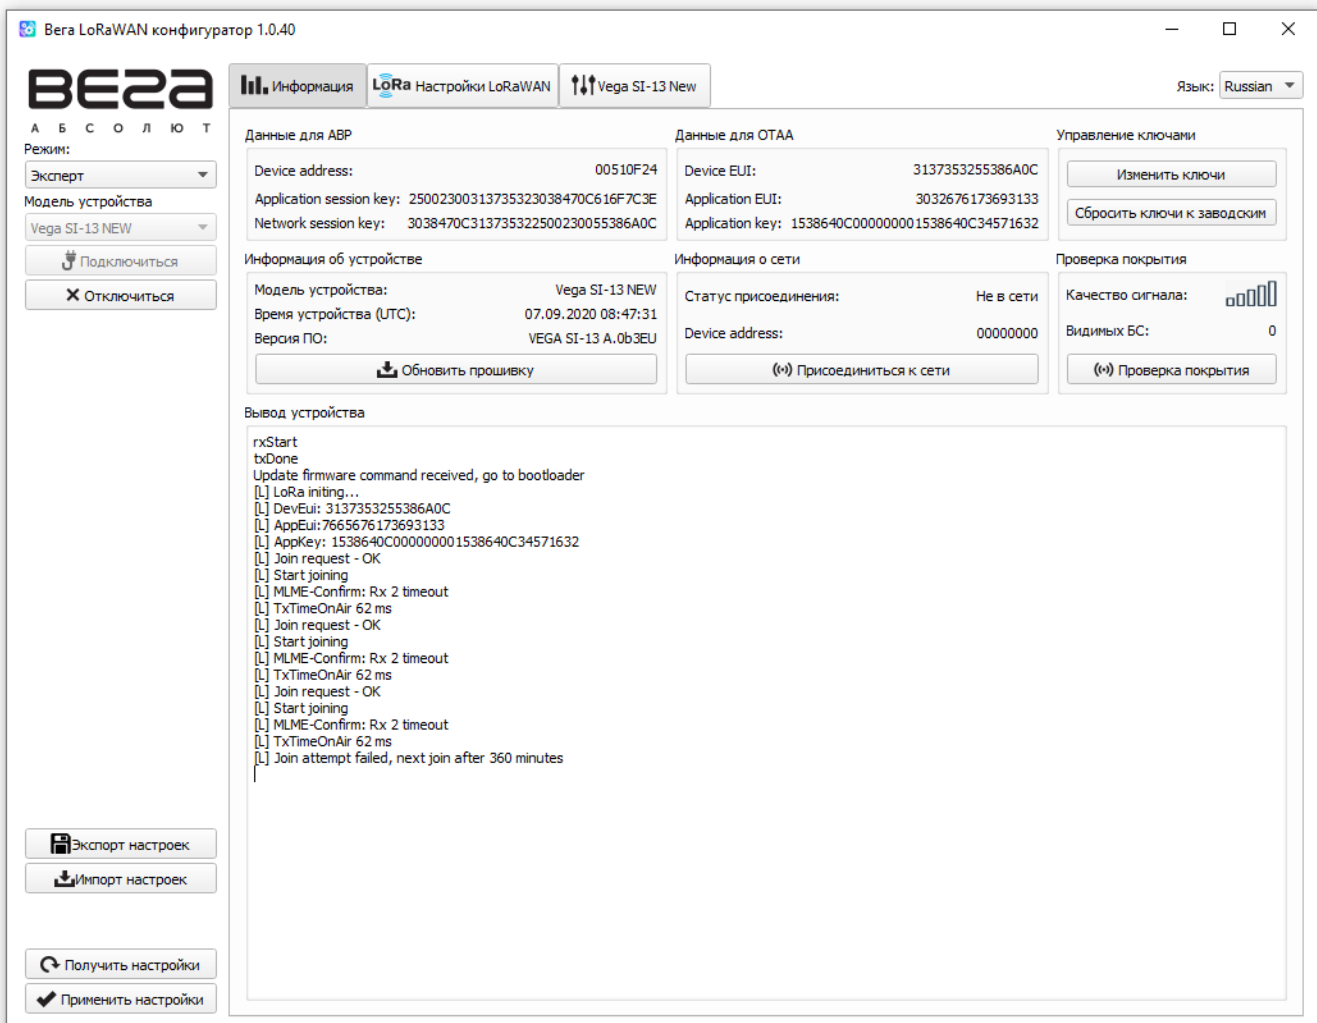 Вега LoRaWAN конфигуратор 1.0.40
ВЕГА
АБСОЛЮТ
Информация
LoRa Настройки LoRaWAN
Vega SI-13 New
Язык: Russian
Режим:
Эксперт
Модель устройства
Vega SI-13 NEW
Подключиться
Отключиться
Данные для ABP
Device address: 00510F24
Application session key: 25002300313735323038470C616F7C3E
Network session key: 3038470C313735322500230055386A0C
Данные для OTAA
Device EUI: 3137353255386A0C
Application EUI: 3032676173693133
Application key: 1538640C000000001538640C34571632
Управление ключами
Изменить ключи
Сбросить ключи к заводским
Информация об устройстве
Модель устройства: Vega SI-13 NEW
Время устройства (UTC): 07.09.2020 08:47:31
Версия ПО: VEGA SI-13 A.0b3EU
Обновить прошивку
Информация о сети
Статус присоединения: Не в сети
Device address: 00000000
Присоединиться к сети
Проверка покрытия
Качество сигнала:
Видимых БС: 0
Проверка покрытия
Вывод устройства
rxStart
txDone
Update firmware command received, go to bootloader
[L] LoRa initing...
[L] DevEui: 3137353255386A0C
[L] AppEui:7665676173693133
[L] AppKey: 1538640C000000001538640C34571632
[L] Join request - OK
[L] Start joining
[L] MLME-Confirm: Rx 2 timeout
[L] TxTimeOnAir 62 ms
[L] Join request - OK
[L] Start joining
[L] MLME-Confirm: Rx 2 timeout
[L] TxTimeOnAir 62 ms
[L] Join request - OK
[L] Start joining
[L] MLME-Confirm: Rx 2 timeout
[L] TxTimeOnAir 62 ms
[L] Join attempt failed, next join after 360 minutes
Экспорт настроек
Импорт настроек
Получить настройки
Применить настройки